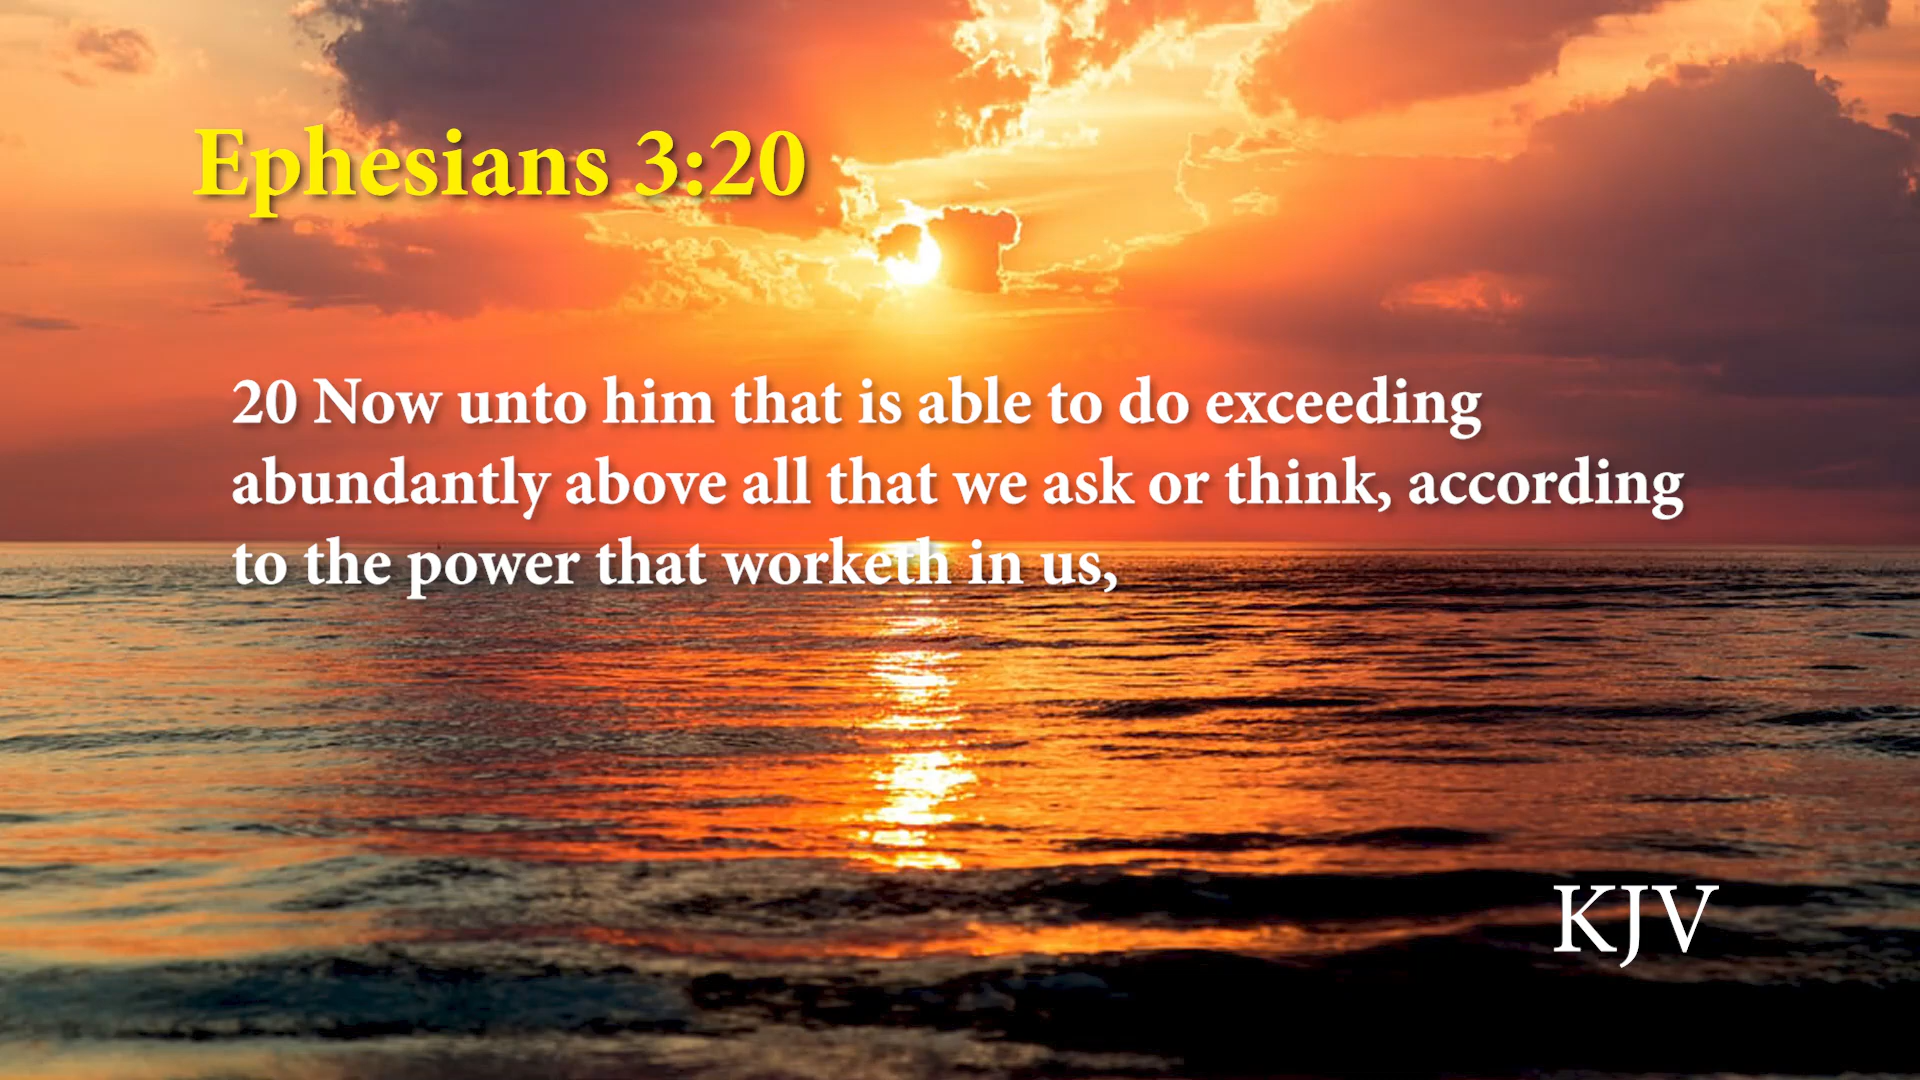 Ephesians 3:20
20 Now unto him that is able to do exceeding
abundantly above all that we ask or think, according
to the power that worketh in us,
KJV